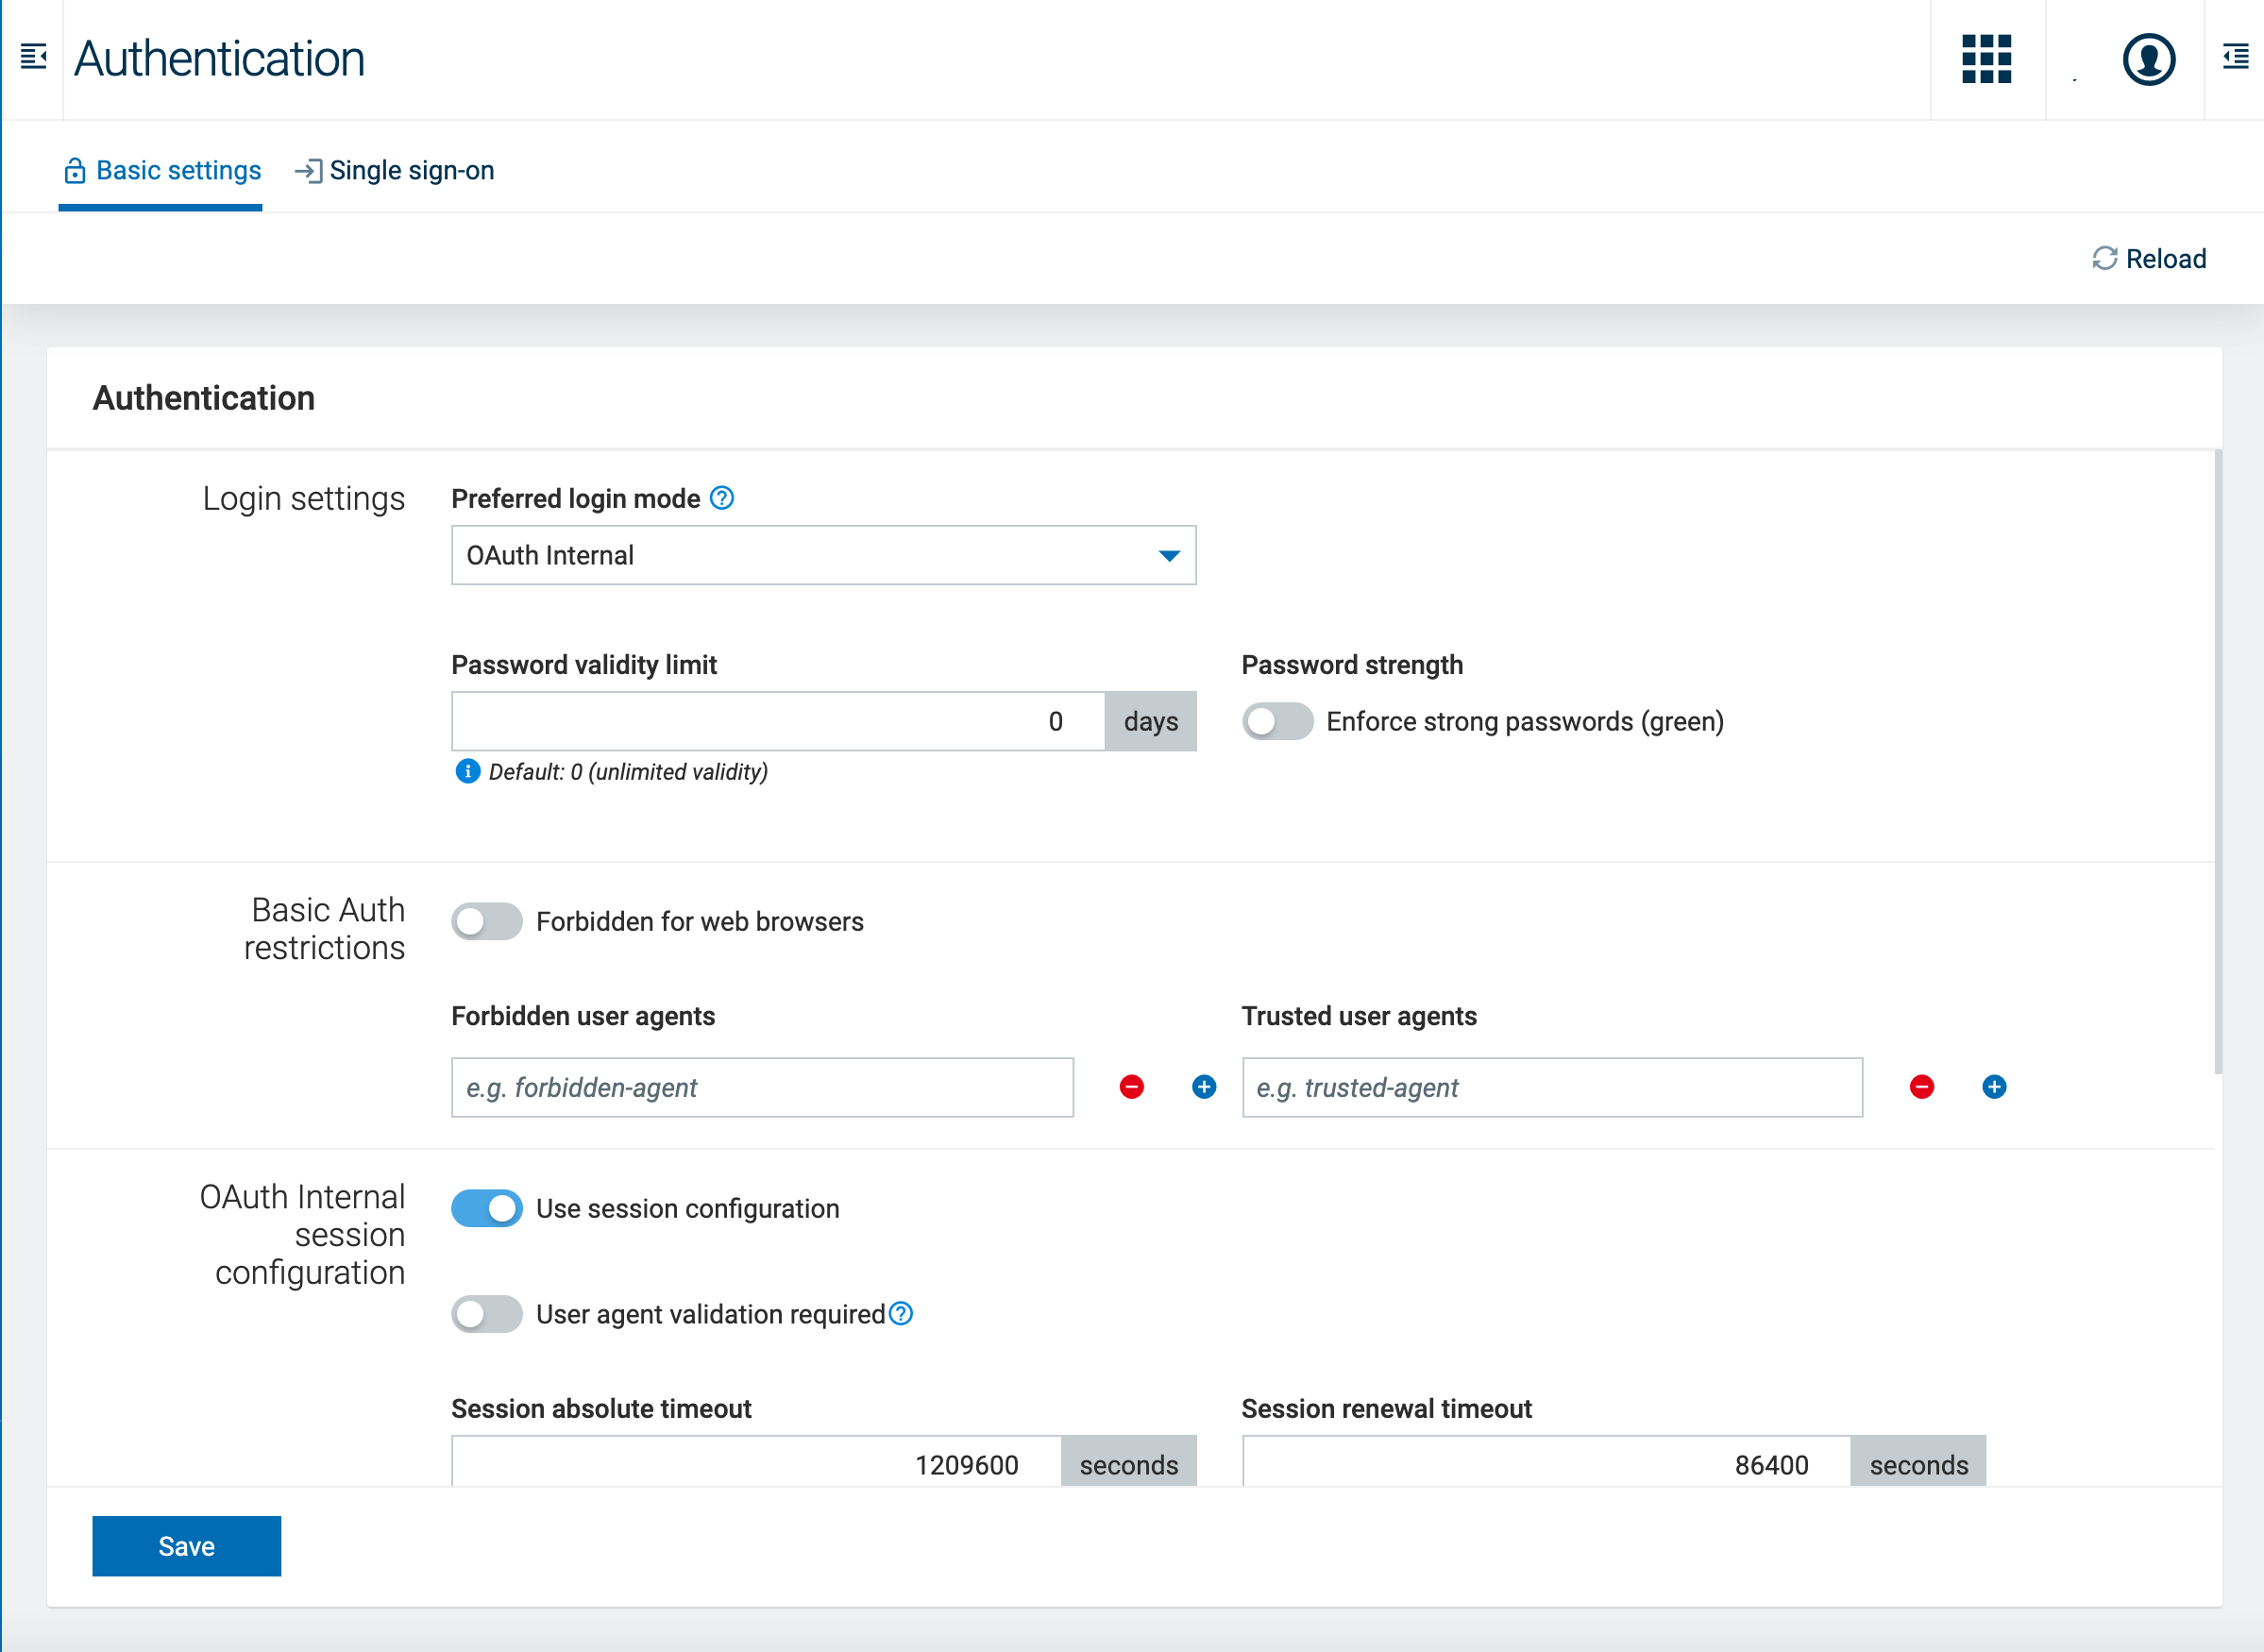 Authentication
Basic settings
Single sign-on
Reload
Authentication
Login settings
Preferred login mode
OAuth Internal
Password validity limit
Password strength
0 days
Enforce strong passwords (green)
Default: 0 (unlimited validity)
Basic Auth
restrictions
Forbidden for web browsers
Forbidden user agents
Trusted user agents
e.g. forbidden-agent
e.g. trusted-agent
OAuth Internal
session
configuration
Use session configuration
User agent validation required
Session absolute timeout
Session renewal timeout
1209600 seconds
86400 seconds
Save